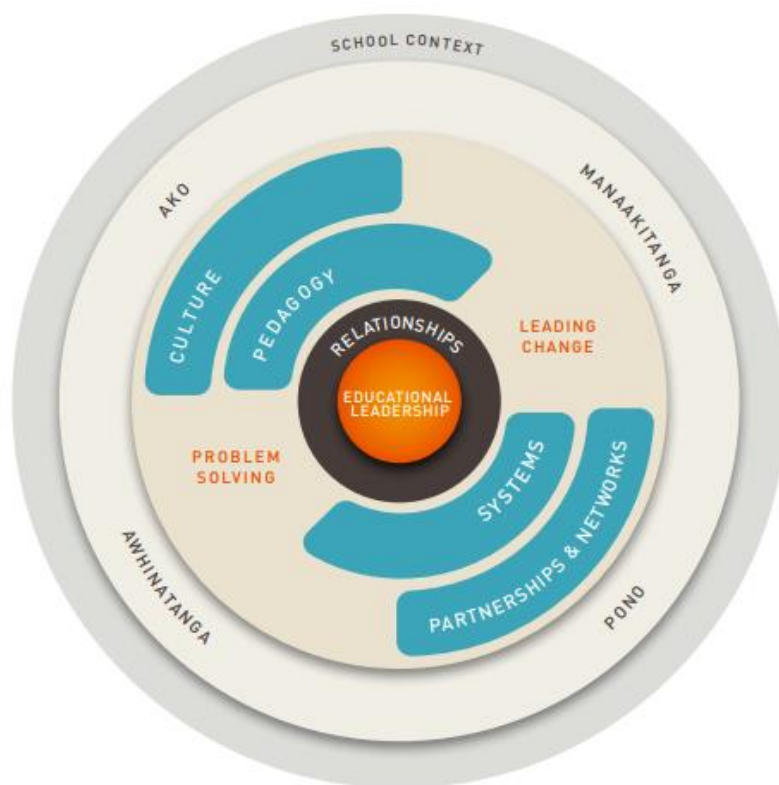 SCHOOL CONTEXT
AKO
MANAAKITANGA
CULTURE
PEDAGOGY
RELATIONSHIPS
LEADING
CHANGE
EDUCATIONAL
LEADERSHIP
PROBLEM
SOLVING
SYSTEMS
PARTNERSHIPS & NETWORKS
AWHINATANGA
PONO